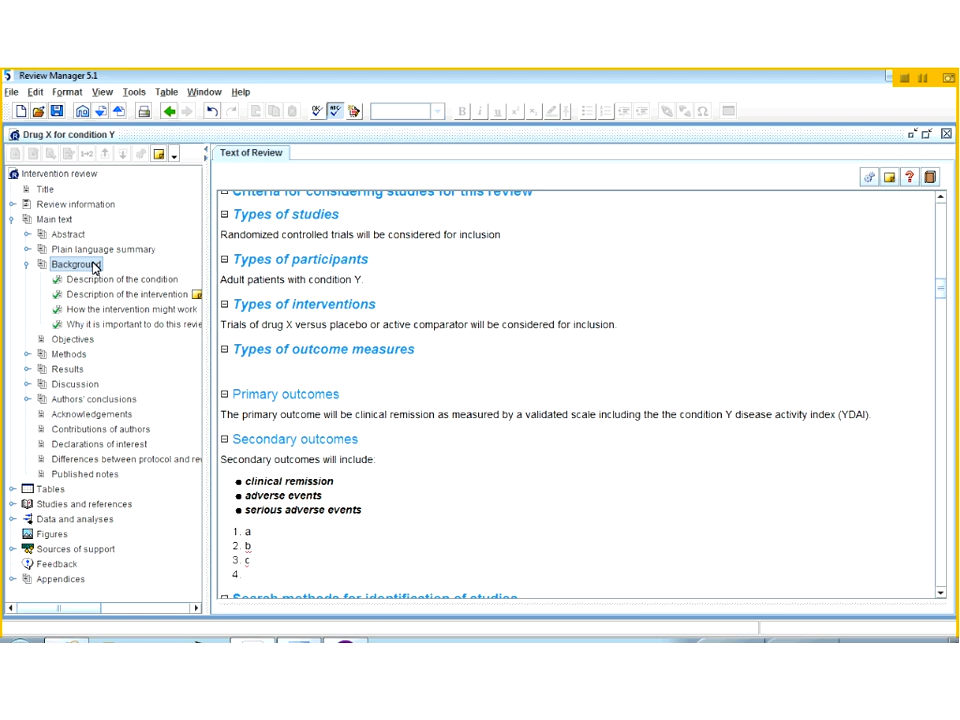 Review Manager 5.1
File Edit Format View Tools Table Window Help
Drug X for condition Y
Text of Review
Intervention review
Title
Review information
Main text
Abstract
Plain language summary
Background
Description of the condition
Description of the intervention
How the intervention might work
Why it is important to do this revie
Objectives
Methods
Results
Discussion
Authors' conclusions
Acknowledgements
Contributions of authors
Declarations of interest
Differences between protocol and rev
Published notes
Tables
Studies and references
Data and analyses
Figures
Sources of support
Feedback
Appendices
Criteria for considering studies for this review
Types of studies
Randomized controlled trials will be considered for inclusion
Types of participants
Adult patients with condition Y.
Types of interventions
Trials of drug X versus placebo or active comparator will be considered for inclusion.
Types of outcome measures
Primary outcomes
The primary outcome will be clinical remission as measured by a validated scale including the the condition Y disease activity index (YDAI).
Secondary outcomes
Secondary outcomes will include:
● clinical remission
● adverse events
● serious adverse events
1. a
2. b
3. c
4.
Search methods for identification of studies